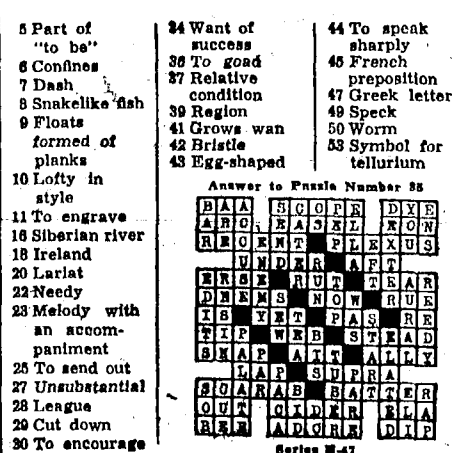 5 Part of
"to be"
6 Confines
7 Dash
8 Snakelike fish
9 Floats
formed of
planks
10 Lofty in
style
11 To engrave
16 Siberian river
18 Ireland
20 Lariat
22 Needy
23 Melody with
an accom-
paniment
25 To send out
27 Unsubstantial
28 League
29 Cut down
30 To encourage
34 Want of
success
36 To goad
37 Relative
condition
39 Region
41 Grows wan
42 Bristle
43 Egg-shaped
44 To speak
sharply
45 French
preposition
47 Greek letter
49 Speck
50 Worm
53 Symbol for
tellurium
Answer to Puzzle Number 35
BAA SCOPE DYE
ARC EASEL EON
RECENT PLEXUS
UNDER AFT
ERSE RUT TEAR
DEEMS NOW RUE
IS YET PAS RE
TIP WEB STEAD
SNAP AIT ALLY
LAP SUPRA
SCARAB BATTER
OUT CIDER ELA
BEE ADORE DIP
Series M-47